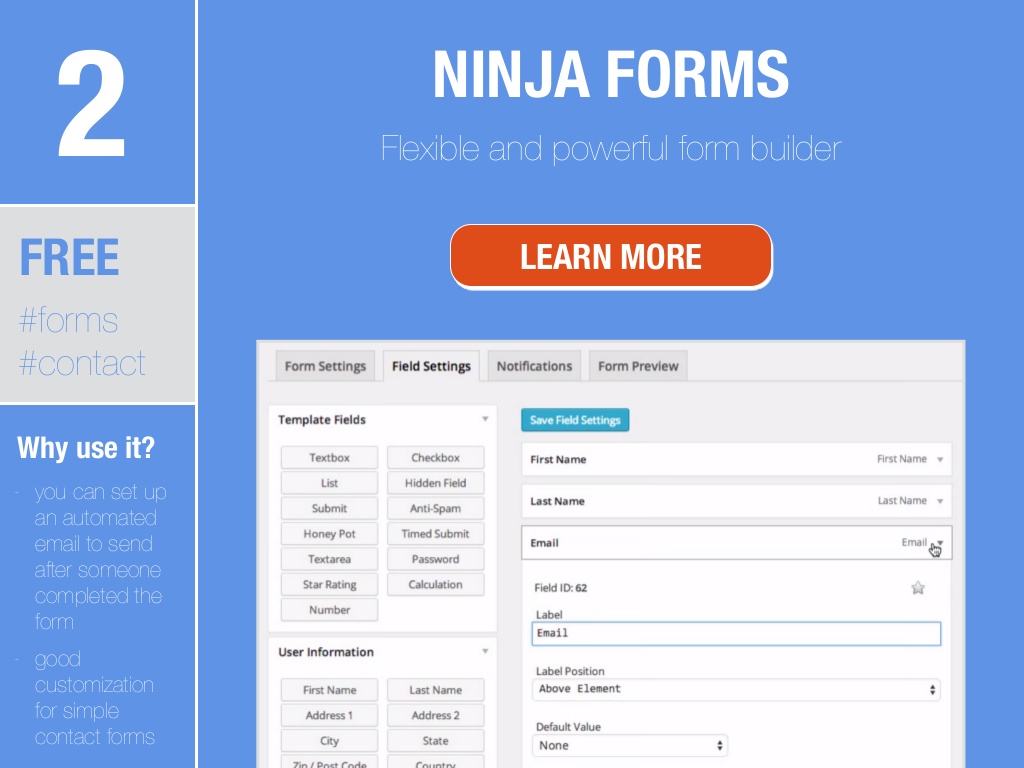 2
NINJA FORMS
Flexible and powerful form builder
LEARN MORE
FREE
#forms
#contact
Why use it?
- you can set up
an automated
email to send
after someone
completed the
form
- good
customization
for simple
contact forms
Form Settings
Field Settings
Notifications
Form Preview
Template Fields
Textbox
Checkbox
List
Hidden Field
Submit
Anti-Spam
Honey Pot
Timed Submit
Textarea
Password
Star Rating
Calculation
Number
User Information
First Name
Last Name
Address 1
Address 2
City
State
Zip / Post Code
Country
Save Field Settings
First Name First Name
Last Name Last Name
Email Email
Field ID: 62
Label
Email
Label Position
Above Element
Default Value
None